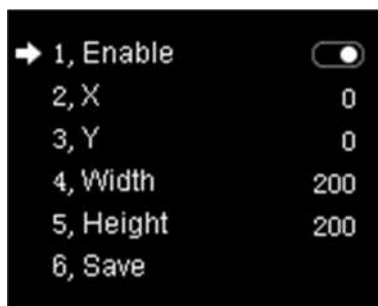 1, Enable
2, X 0
3, Y 0
4, Width 200
5, Height 200
6, Save